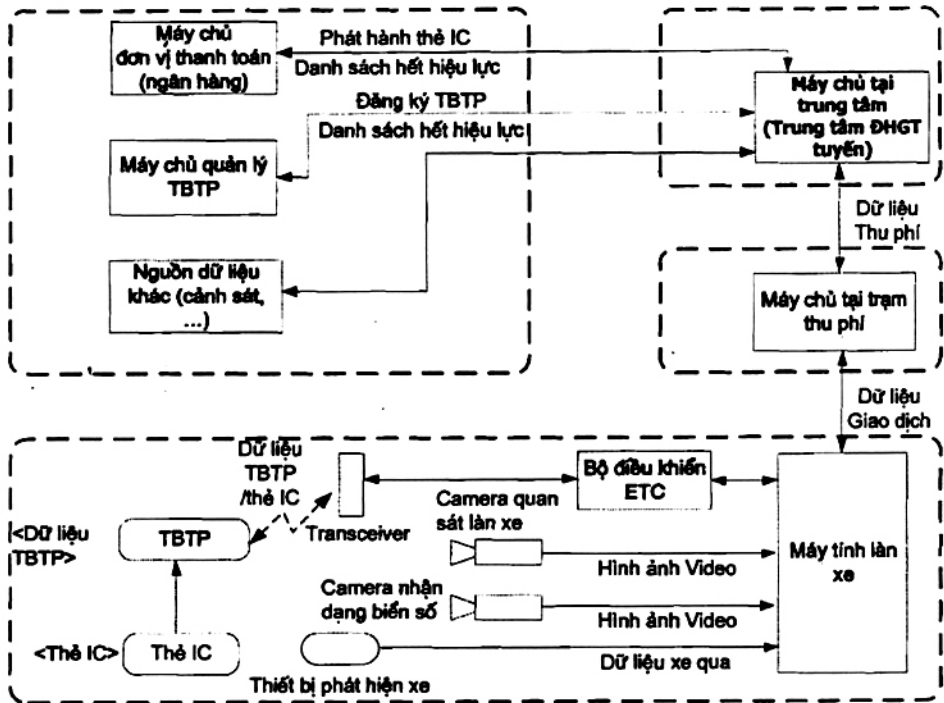 Máy chủ
đơn vị thanh toán
(ngân hàng)
Phát hành thẻ IC
Danh sách hết hiệu lực
Máy chủ tại
trung tâm
(Trung tâm ĐHGT
tuyến)
Đăng ký TBTP
Danh sách hết hiệu lực
Máy chủ quản lý
TBTP
Nguồn dữ liệu
khác (cảnh sát,
...)
Dữ liệu
Thu phí
Máy chủ tại trạm
thu phí
Dữ liệu
Giao dịch
Dữ liệu
TBTP
/thẻ IC
Transceiver
Bộ điều khiển
ETC
Camera quan
sát làn xe
<Dữ liệu
TBTP>
TBTP
Hình ảnh Video
Máy tính làn
xe
Camera nhận
dạng biển số
Hình ảnh Video
<Thẻ IC>
Thẻ IC
Dữ liệu xe qua
Thiết bị phát hiện xe